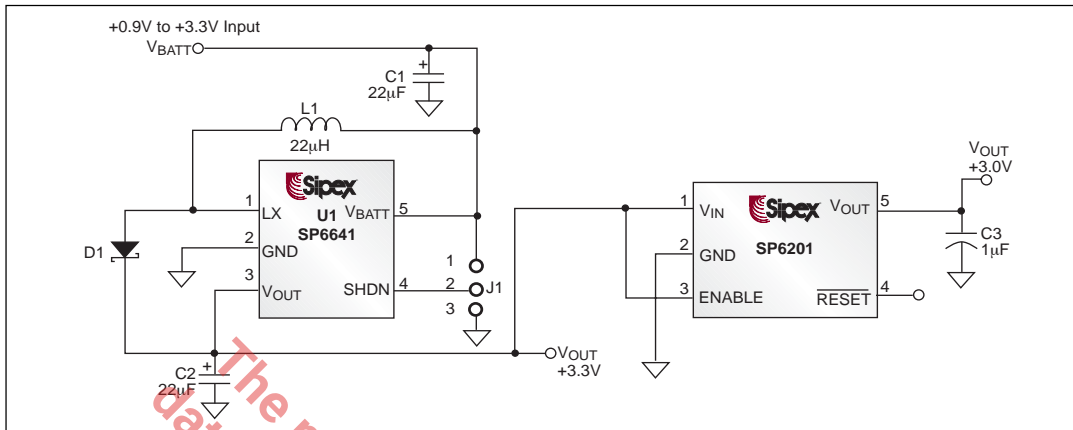 +0.9V to +3.3V Input
VBATT
+
C1
22μF
L1
22μH
Sipex
U1
SP6641
1 LX
VBATT 5
2 GND
3 VOUT
SHDN 4
D1
1
2
3
J1
C2 +
22μF
VOUT
+3.3V
Sipex
SP6201
1 VIN
VOUT 5
2 GND
3 ENABLE
RESET 4
VOUT
+3.0V
C3
1μF
The
dat